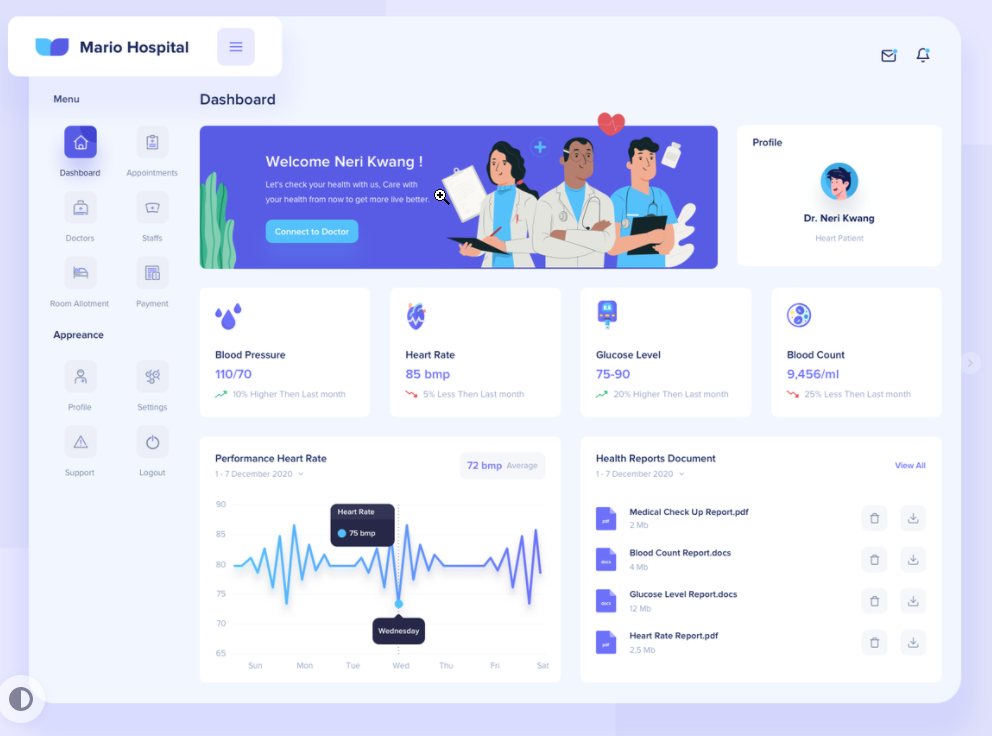 Mario Hospital
Menu
Dashboard
Appointments
Doctors
Staffs
Room Allotment
Payment
Appreance
Profile
Settings
Support
Logout
Dashboard
Welcome Neri Kwang !
Let's check your health with us, Care with
your health from now to get more live better.
Connect to Doctor
Profile
Dr. Neri Kwang
Heart Patient
Blood Pressure
110/70
10% Higher Then Last month
Heart Rate
85 bmp
5% Less Then Last month
Glucose Level
75-90
20% Higher Then Last month
Blood Count
9,456/ml
25% Less Then Last month
Performance Heart Rate
1 - 7 December 2020
72 bmp Average
90
85
80
75
70
65
Heart Rate
75 bmp
Wednesday
Sun Mon Tue Wed Thu Fri Sat
Health Reports Document
1 - 7 December 2020
View All
pdf
Medical Check Up Report.pdf
2 Mb
docs
Blood Count Report.docs
4 Mb
docs
Glucose Level Report.docs
12 Mb
pdf
Heart Rate Report.pdf
2,5 Mb